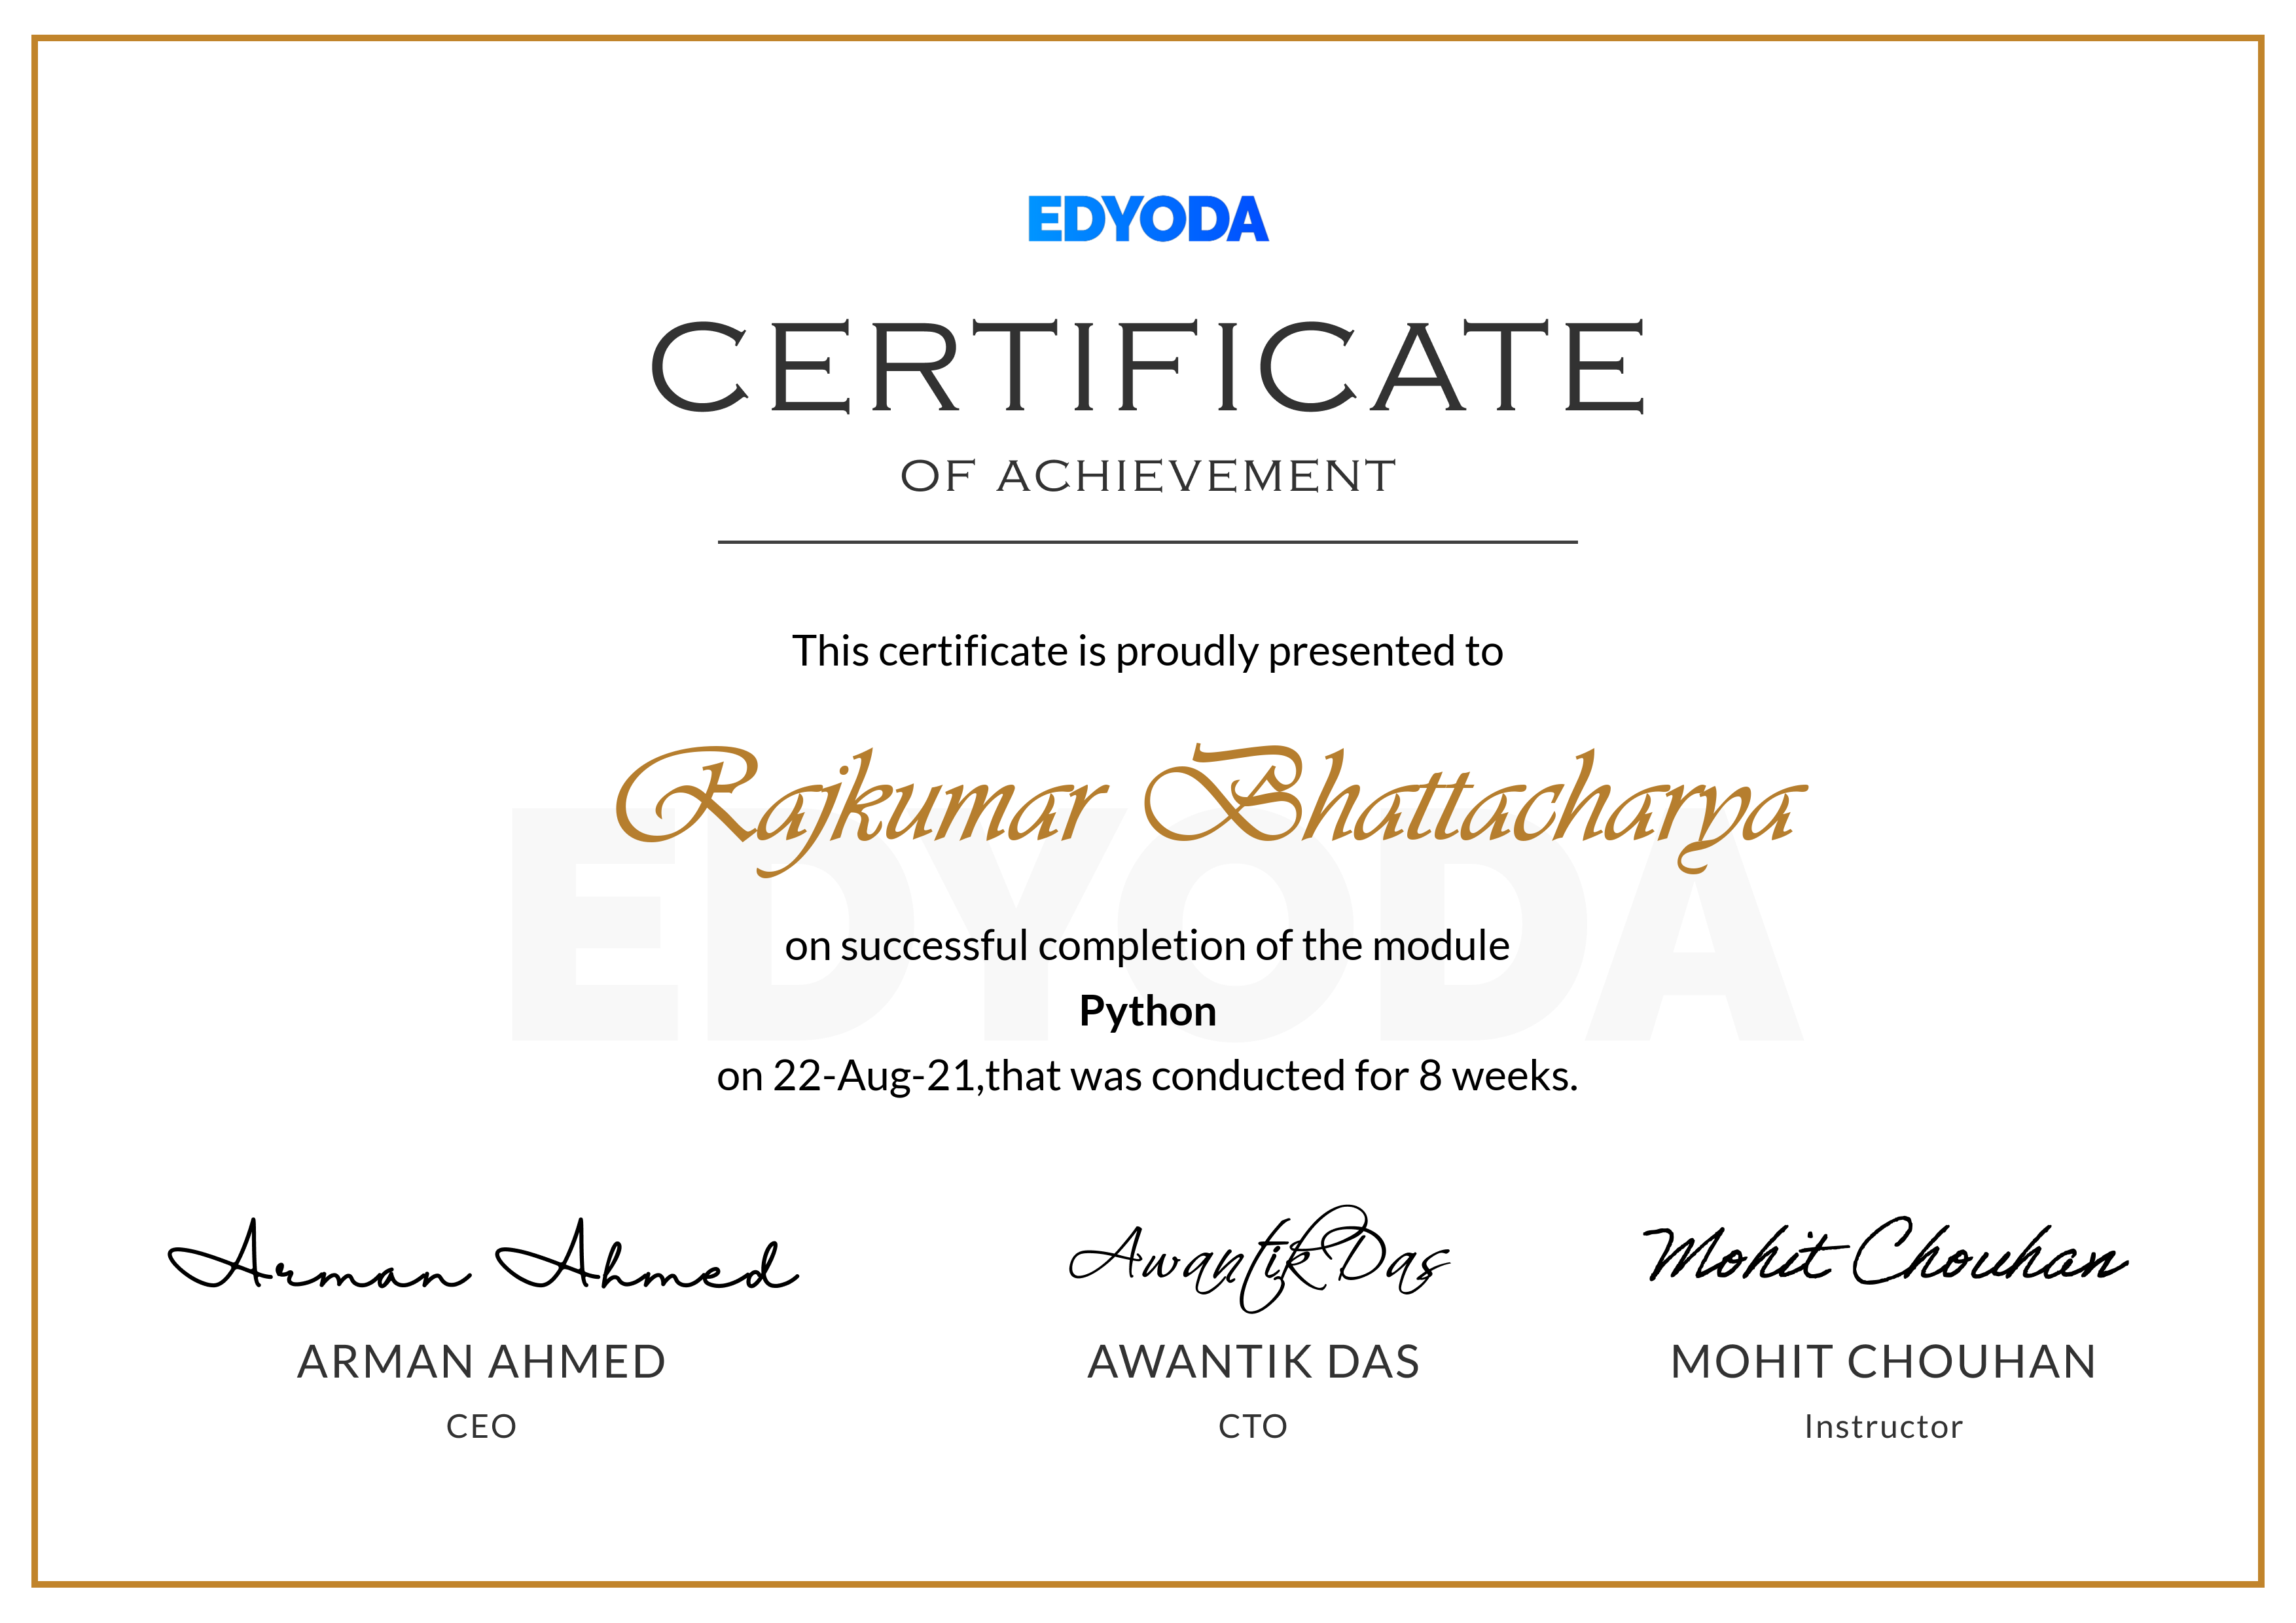 EDYODA
CERTIFICATE
OF ACHIEVEMENT
This certificate is proudly presented to
Rajkumar Bhattacharya
EDYODA
on successful completion of the module
Python
on 22-Aug-21,that was conducted for 8 weeks.
Arman Ahmed AwantikDas Mohit Chouhan
ARMAN AHMED AWANTIK DAS MOHIT CHOUHAN
CEO CTO Instructor